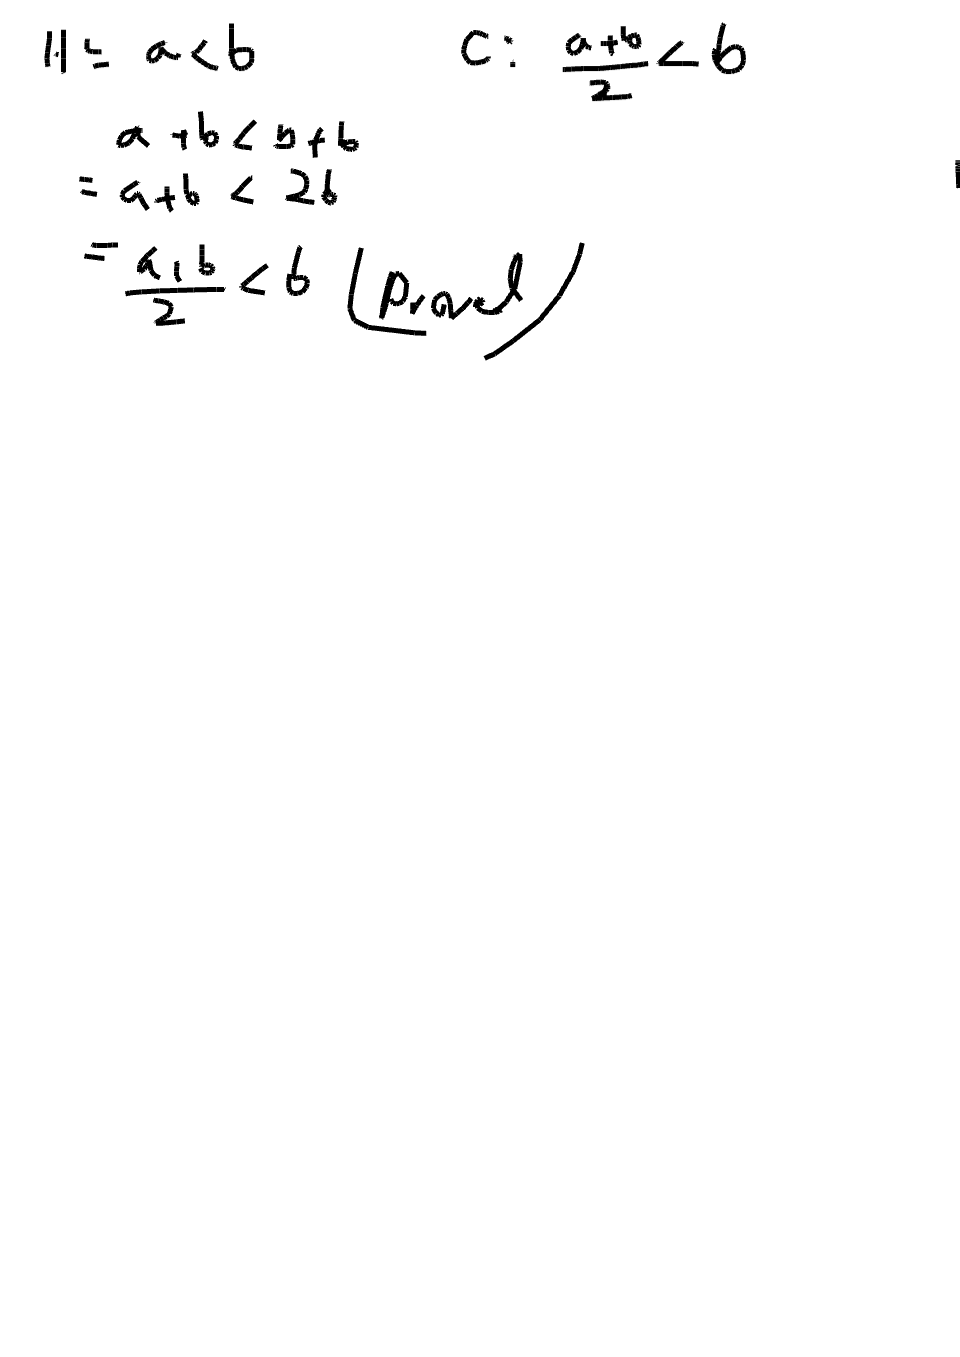 H: a < b C: (a+b)/2 < b
a + b < b + b
= a + b < 2b
= (a+b)/2 < b (proved)